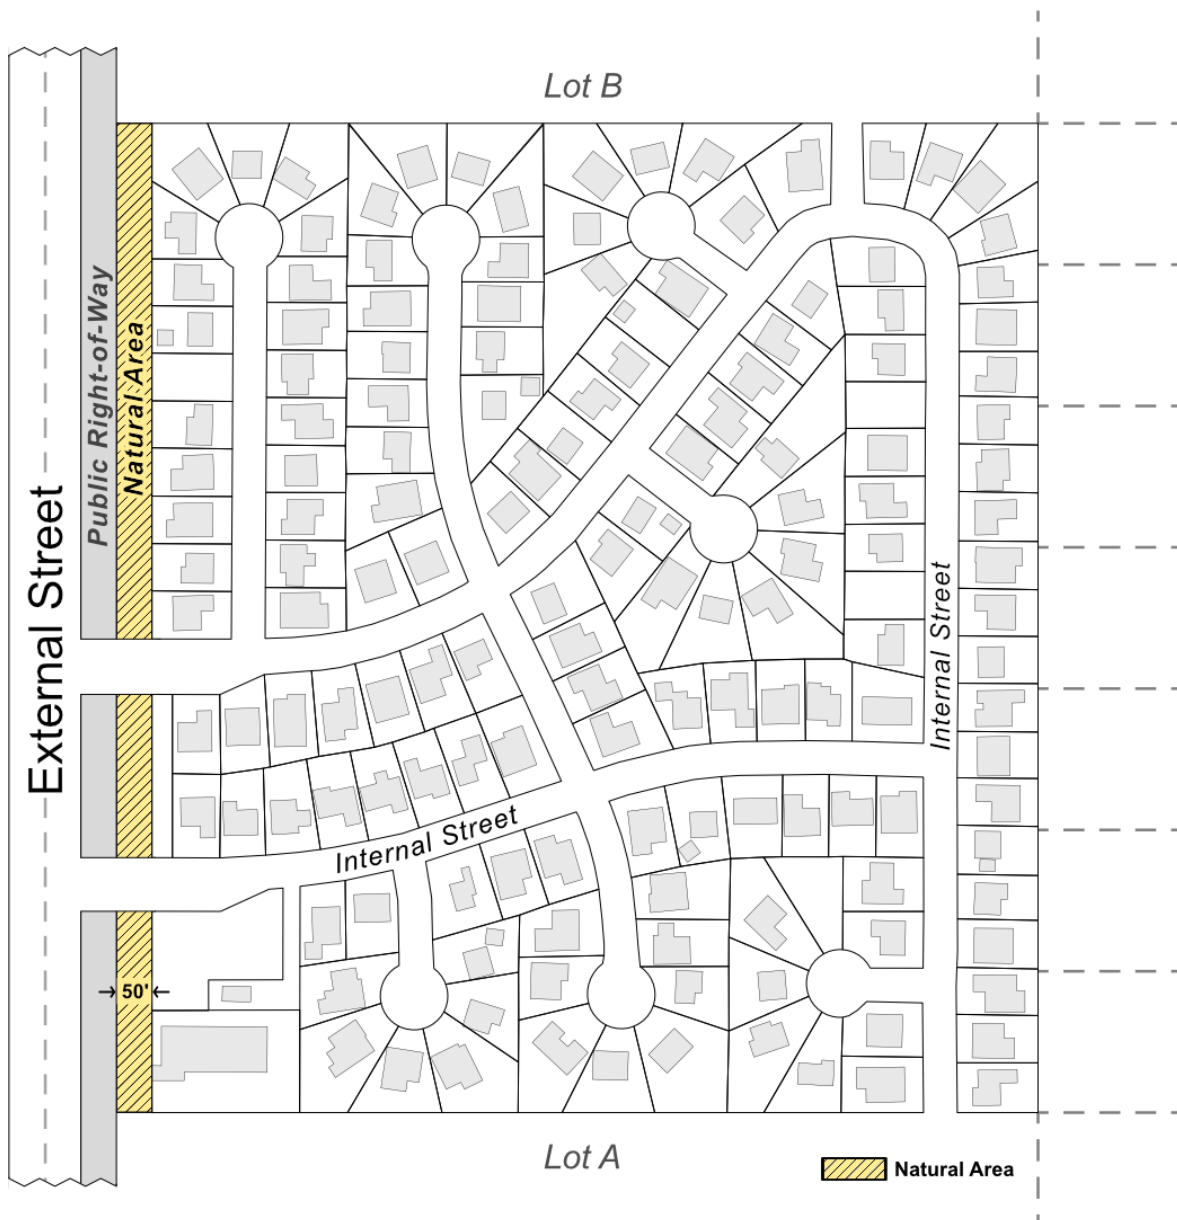 Lot B
Public Right-of-Way
Natural Area
External Street
Internal Street
Internal Street
50'
Lot A
Natural Area